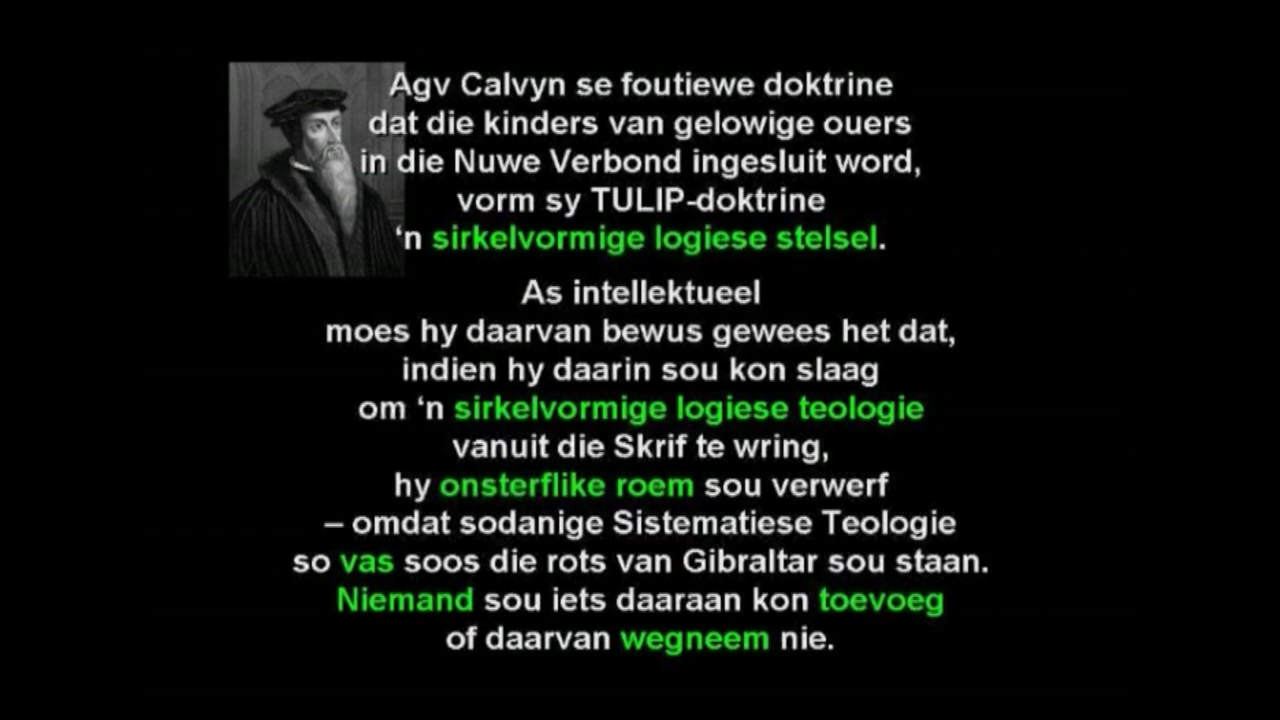 Agv Calvyn se foutiewe doktrine
dat die kinders van gelowige ouers
in die Nuwe Verbond ingesluit word,
vorm sy TULIP-doktrine
‘n sirkelvormige logiese stelsel.
As intellektueel
moes hy daarvan bewus gewees het dat,
indien hy daarin sou kon slaag
om ‘n sirkelvormige logiese teologie
vanuit die Skrif te wring,
hy onsterflike roem sou verwerf
– omdat sodanige Sistematiese Teologie
so vas soos die rots van Gibraltar sou staan.
Niemand sou iets daaraan kon toevoeg
of daarvan wegneem nie.